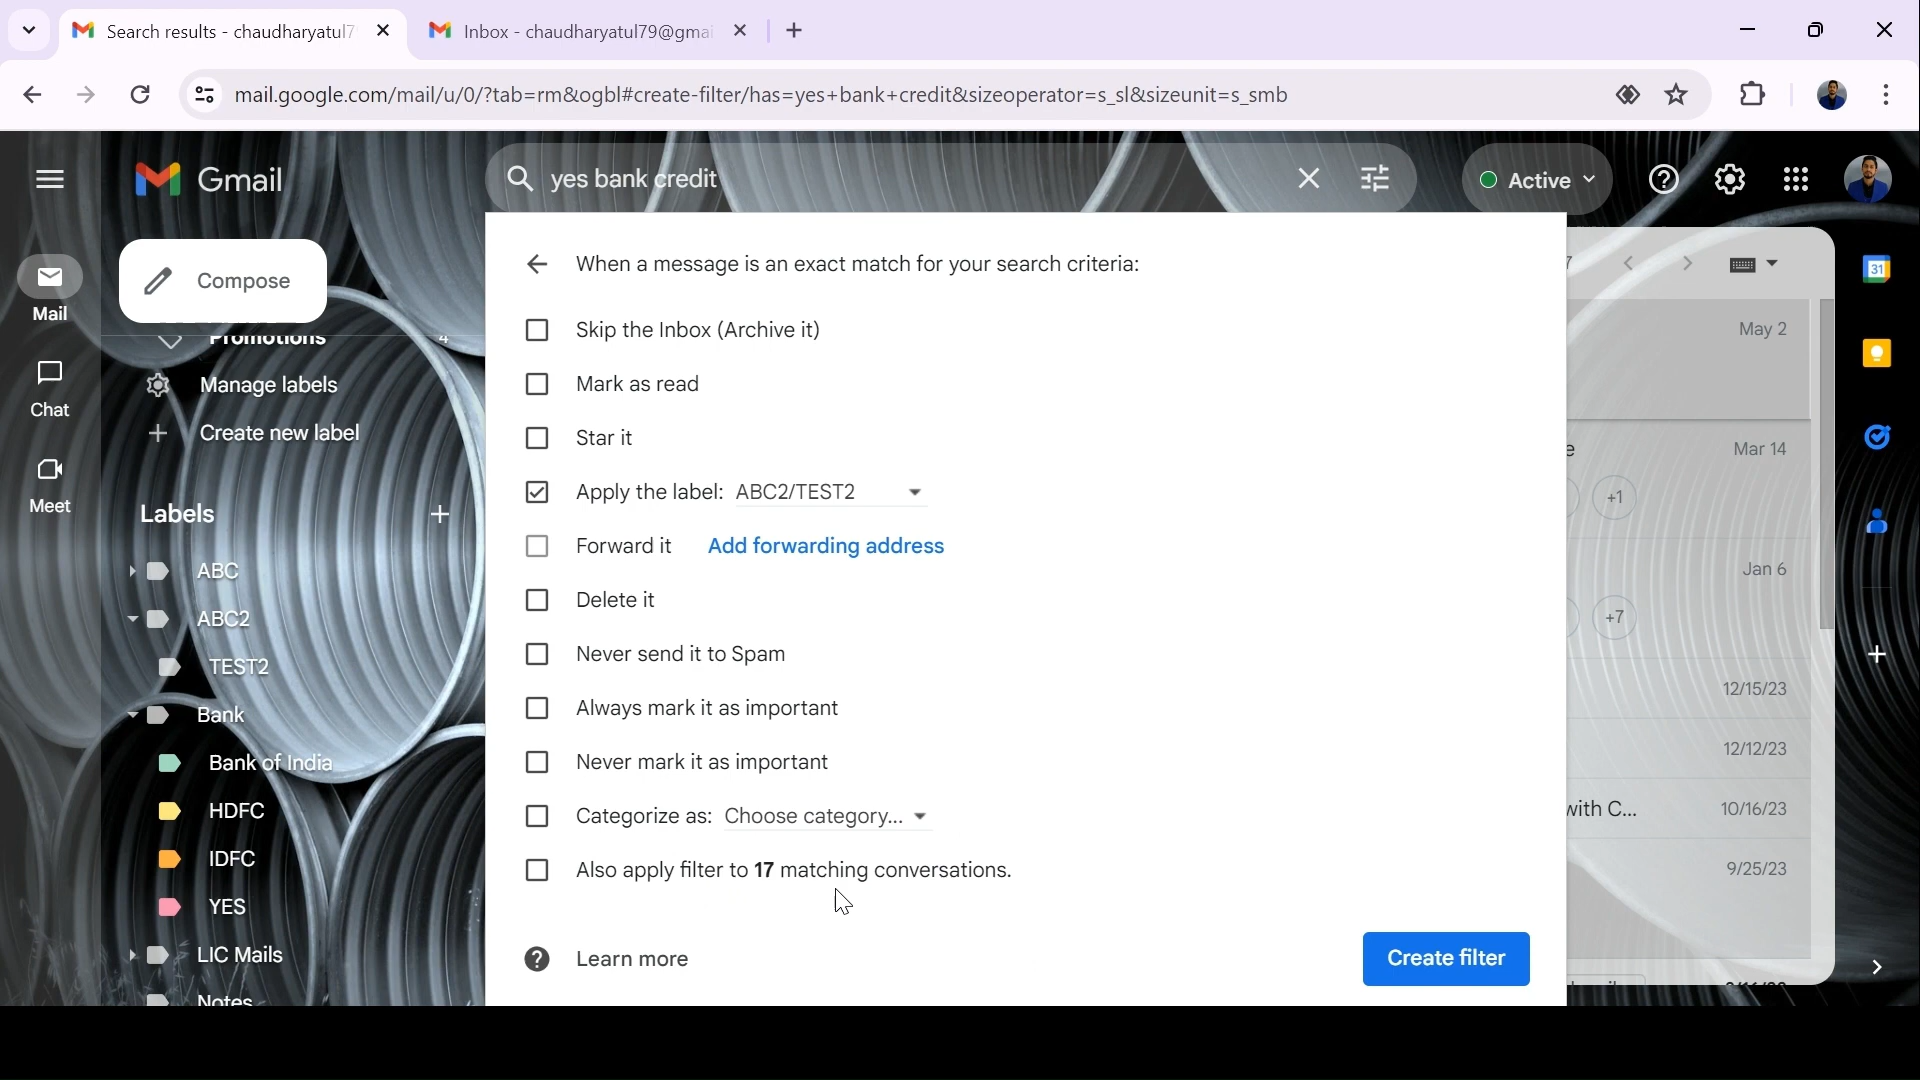 Search results - chaudharyatul7
Inbox - chaudharyatul79@gmai
mail.google.com/mail/u/0/?tab=rm&ogbl#create-filter/has=yes+bank+credit&sizeoperator=s_sl&sizeunit=s_smb
Gmail
yes bank credit
Active
Compose
Mail
Chat
Meet
Promotions 4
Manage labels
Create new label
Labels
ABC
ABC2
TEST2
Bank
Bank of India
HDFC
IDFC
YES
LIC Mails
Notes
When a message is an exact match for your search criteria:
Skip the Inbox (Archive it)
Mark as read
Star it
Apply the label: ABC2/TEST2
Forward it Add forwarding address
Delete it
Never send it to Spam
Always mark it as important
Never mark it as important
Categorize as: Choose category...
Also apply filter to 17 matching conversations.
Learn more
Create filter
7
May 2
e Mar 14
+1
Jan 6
+7
12/15/23
12/12/23
with C... 10/16/23
9/25/23
31